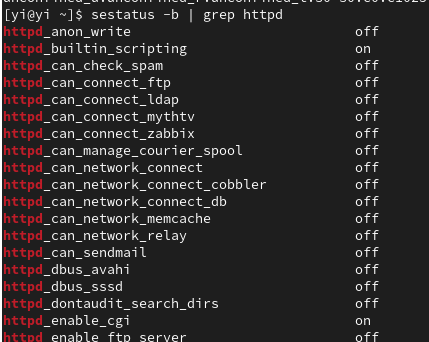 [yi@yi ~]$ sestatus -b | grep httpd
httpd_anon_write off
httpd_builtin_scripting on
httpd_can_check_spam off
httpd_can_connect_ftp off
httpd_can_connect_ldap off
httpd_can_connect_mythtv off
httpd_can_connect_zabbix off
httpd_can_manage_courier_spool off
httpd_can_network_connect off
httpd_can_network_connect_cobbler off
httpd_can_network_connect_db off
httpd_can_network_memcache off
httpd_can_network_relay off
httpd_can_sendmail off
httpd_dbus_avahi off
httpd_dbus_sssd off
httpd_dontaudit_search_dirs off
httpd_enable_cgi on
httpd_enable_ftp_server off